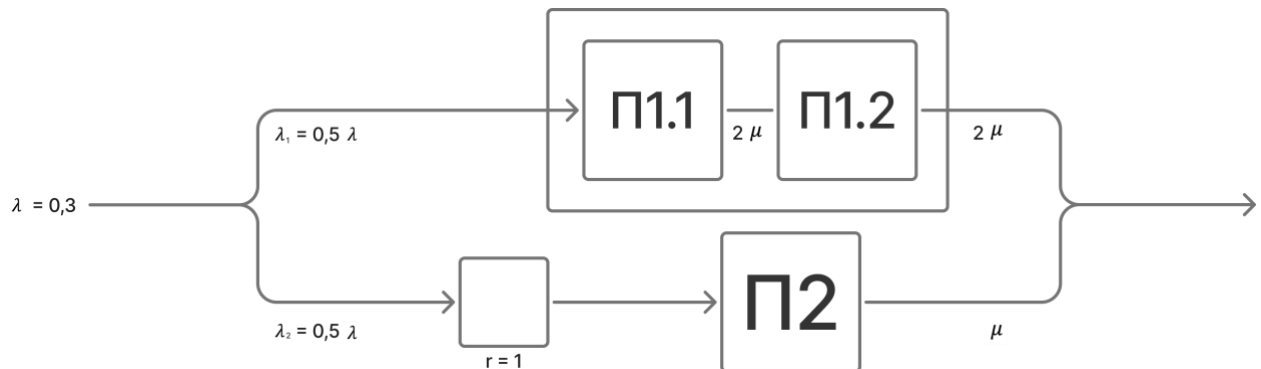 П1.1
П1.2
λ₁ = 0,5 λ
2 μ
2 μ
λ = 0,3
П2
λ₂ = 0,5 λ
μ
r = 1